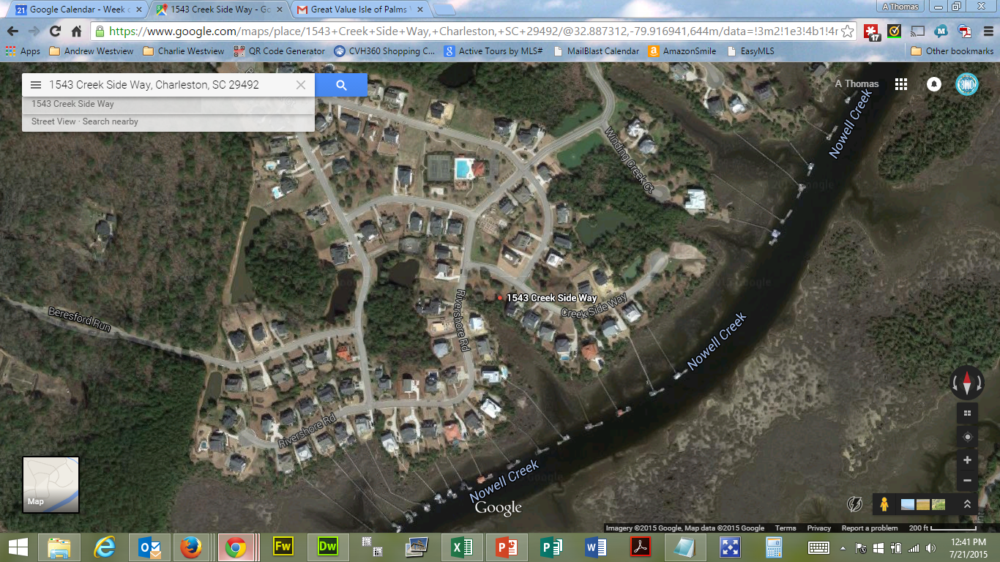 Google Calendar - Week o
1543 Creek Side Way - Go
Great Value Isle of Palms
A Thomas
https://www.google.com/maps/place/1543+Creek+Side+Way,+Charleston,+SC+29492/@32.887312,-79.916941,644m/data=!3m2!1e3!4b1!4
17
Apps
Andrew Westview
Charlie Westview
QR Code Generator
CVH360 Shopping C...
Active Tours by MLS#
MailBlast Calendar
AmazonSmile
EasyMLS
Other bookmarks
1543 Creek Side Way, Charleston, SC 29492
1543 Creek Side Way
Street View · Search nearby
A Thomas
Nowell Creek
Winding Creek Ct
1543 Creek Side Way
Creek Side Way
Rivershore Rd
Beresford Run
Nowell Creek
Rivershore Rd
Nowell Creek
Map
Google
Imagery ©2015 Google, Map data ©2015 Google
Terms
Privacy
Report a problem
200 ft
Fw
Dw
12:41 PM
7/21/2015